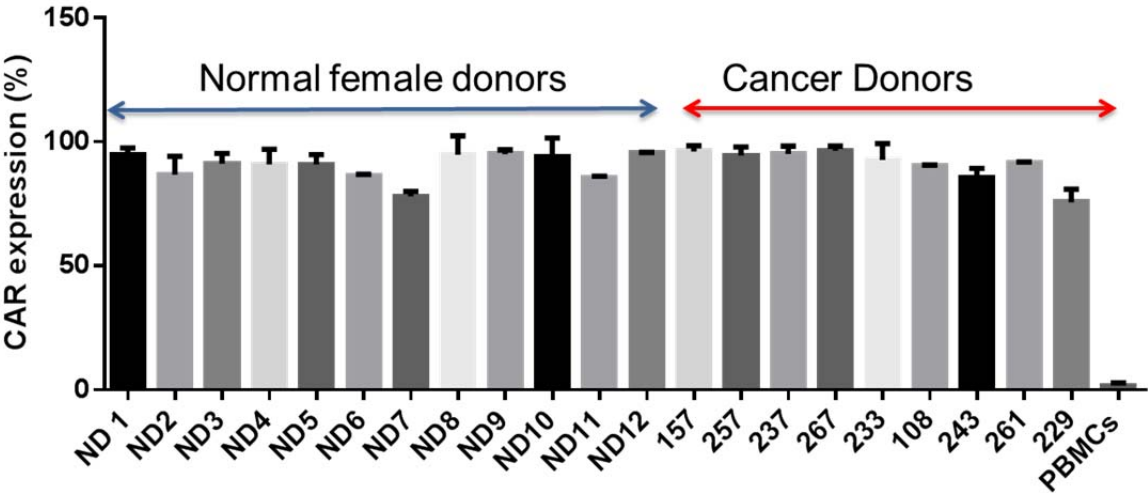 150
Normal female donors
Cancer Donors
100
50
0
CAR expression (%)
ND 1
ND2
ND3
ND4
ND5
ND6
ND7
ND8
ND9
ND10
ND11
ND12
157
257
237
267
233
108
243
261
229
PBMCs